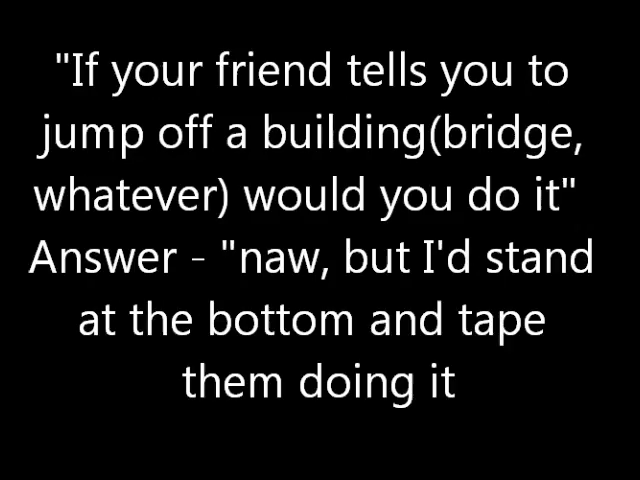 "If your friend tells you to
jump off a building(bridge,
whatever) would you do it"
Answer - "naw, but I'd stand
at the bottom and tape
them doing it